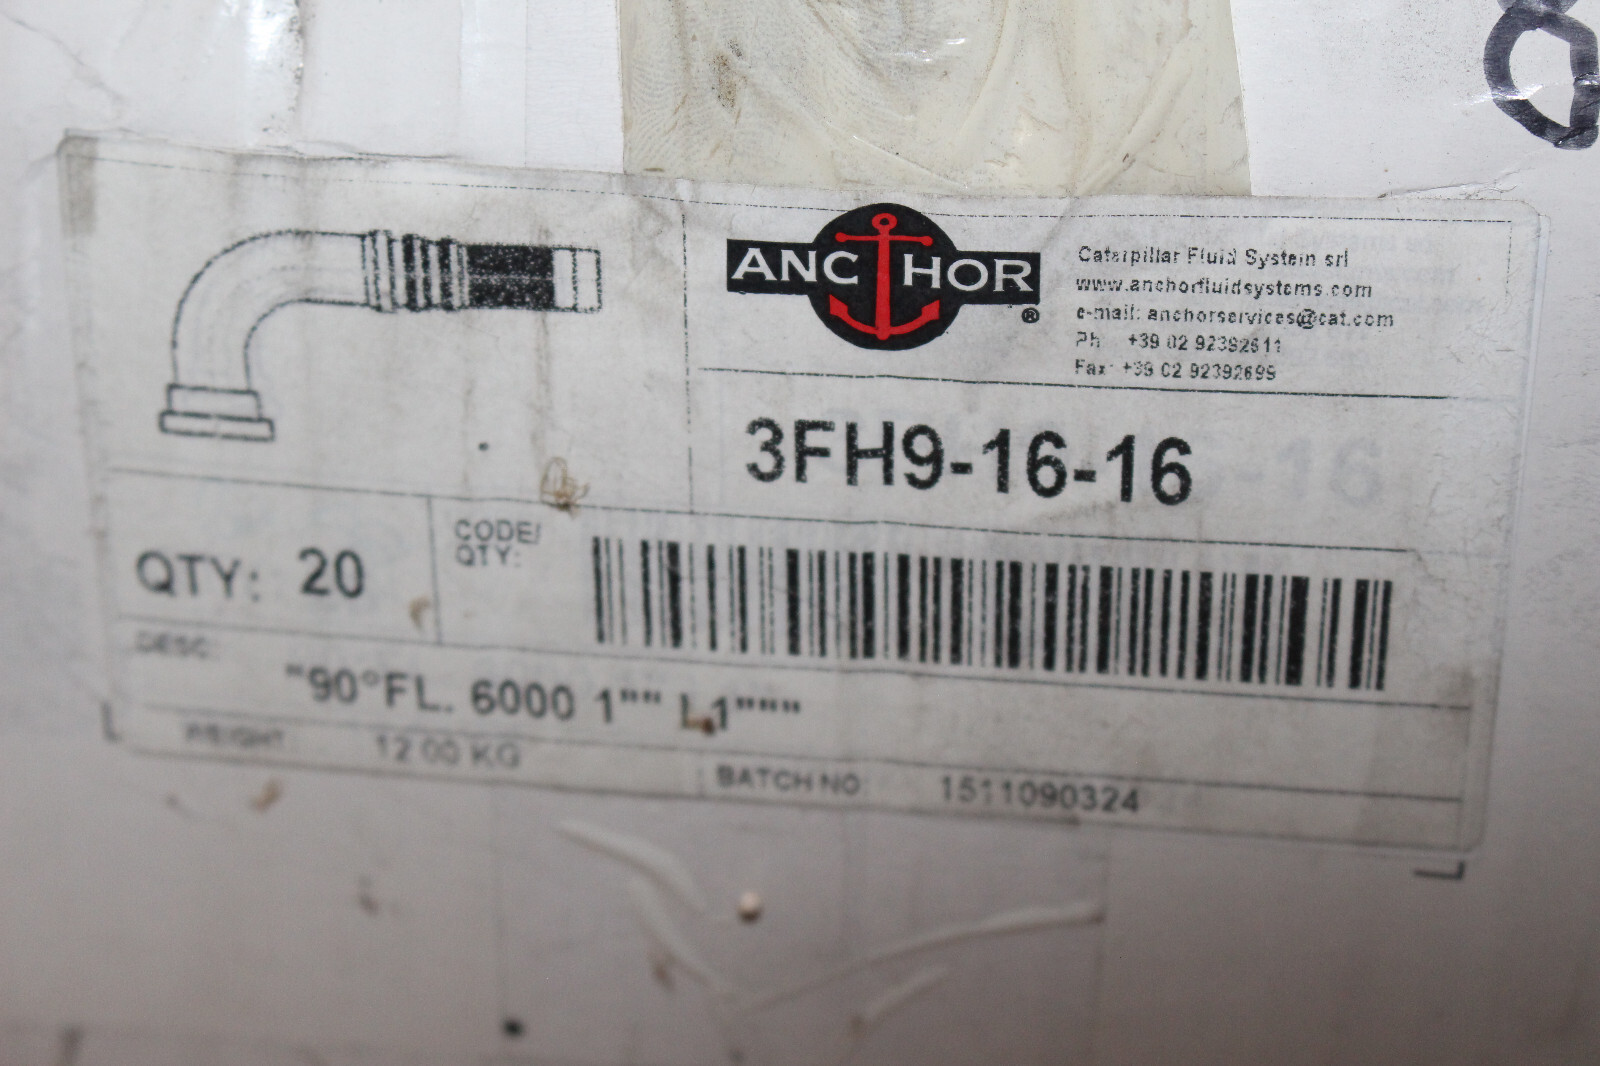 8
ANCHOR
®
Caterpillar Fluid System srl
www.anchorfluidsystems.com
e-mail: anchorservices@cat.com
Ph +39 02 92392611
Fax: +39 02 92392699
3FH9-16-16
QTY: 20
CODE/
QTY:
DESC:
"90°FL. 6000 1"" L1"""
WEIGHT: 12.00 KG
BATCH NO: 1511090324